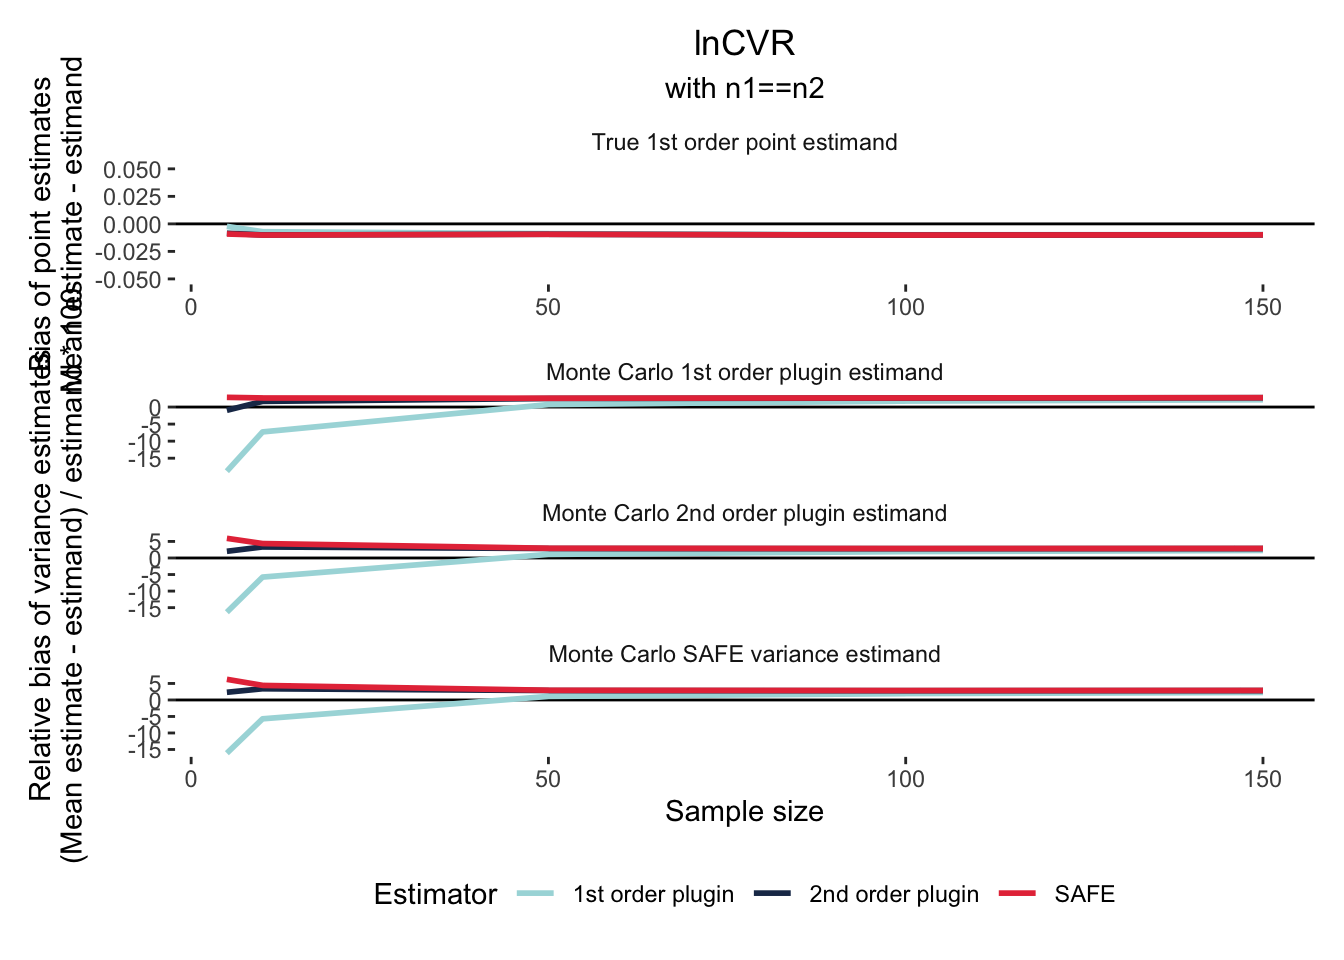 lnCVR
with n1==n2
Bias of point estimates
Mean estimate - estimand
True 1st order point estimand
0.050
0.025
0.000
-0.025
-0.050
0 50 100 150
Relative bias of variance estimates
(Mean estimate - estimand) / estimand * 100
Monte Carlo 1st order plugin estimand
0
-5
-10
-15
Monte Carlo 2nd order plugin estimand
5
0
-5
-10
-15
Monte Carlo SAFE variance estimand
5
0
-5
-10
-15
0 50 100 150
Sample size
Estimator 1st order plugin 2nd order plugin SAFE